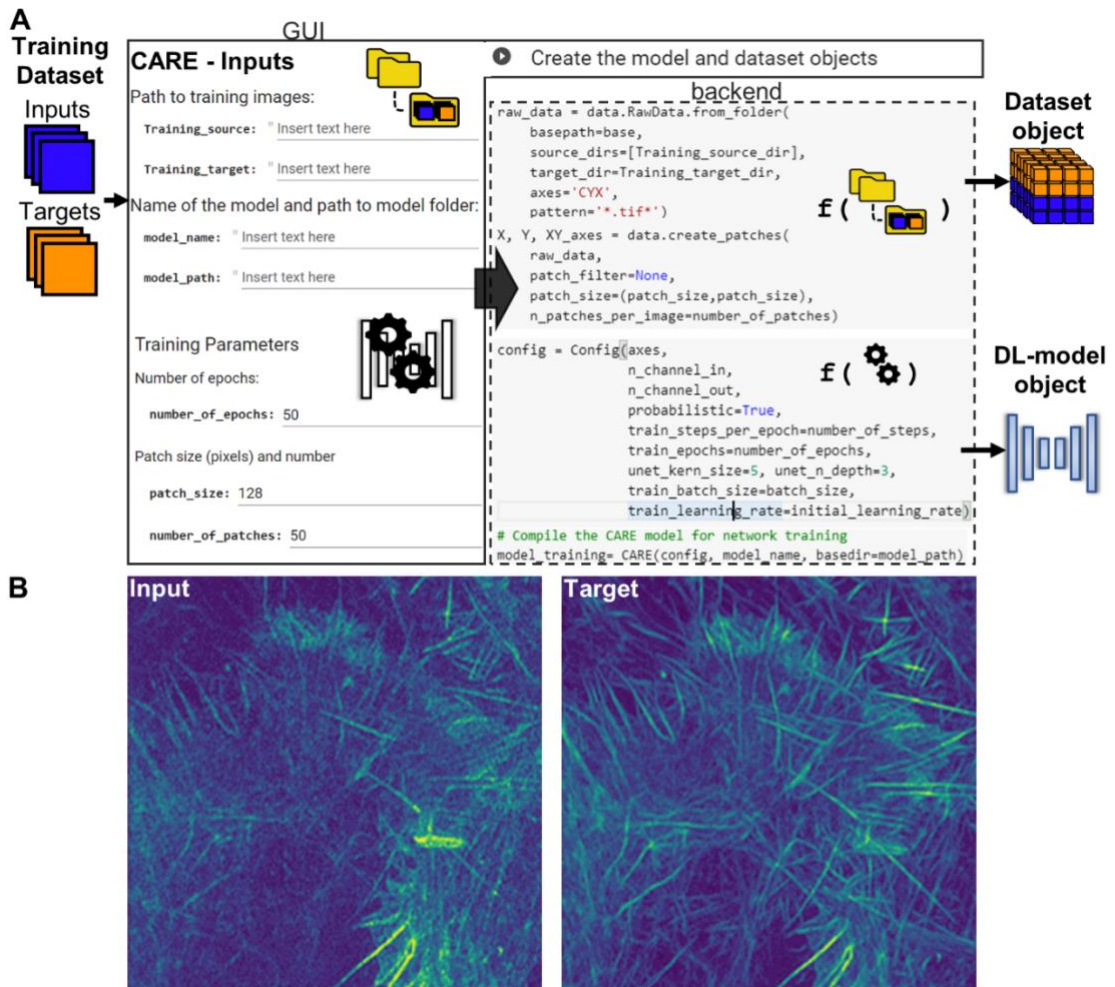 A
GUI
Training
Dataset
Inputs
Targets
CARE - Inputs
Path to training images:
Training_source: " Insert text here
Training_target: " Insert text here
Name of the model and path to model folder:
model_name: " Insert text here
model_path: " Insert text here
Training Parameters
Number of epochs:
number_of_epochs: 50
Patch size (pixels) and number
patch_size: 128
number_of_patches: 50
Create the model and dataset objects
backend
raw_data = data.RawData.from_folder(
basepath=base,
source_dirs=[Training_source_dir],
target_dir=Training_target_dir,
axes='CYX',
pattern='*.tif*')
f( )
X, Y, XY_axes = data.create_patches(
raw_data,
patch_filter=None,
patch_size=(patch_size,patch_size),
n_patches_per_image=number_of_patches)
config = Config(axes,
n_channel_in,
n_channel_out,
f( )
probabilistic=True,
train_steps_per_epoch=number_of_steps,
train_epochs=number_of_epochs,
unet_kern_size=5, unet_n_depth=3,
train_batch_size=batch_size,
train_learning_rate=initial_learning_rate)
# Compile the CARE model for network training
model_training= CARE(config, model_name, basedir=model_path)
Dataset
object
DL-model
object
B
Input
Target